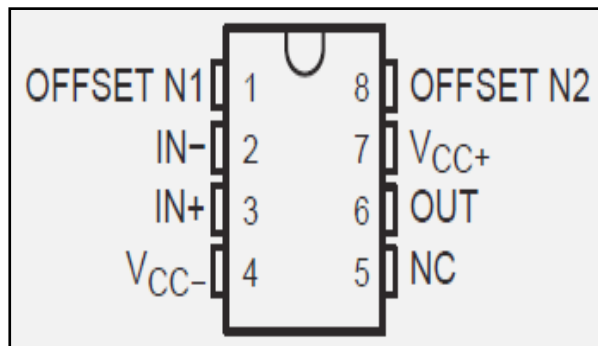 OFFSET N1 1 8 OFFSET N2
IN− 2 7 VCC+
IN+ 3 6 OUT
VCC− 4 5 NC